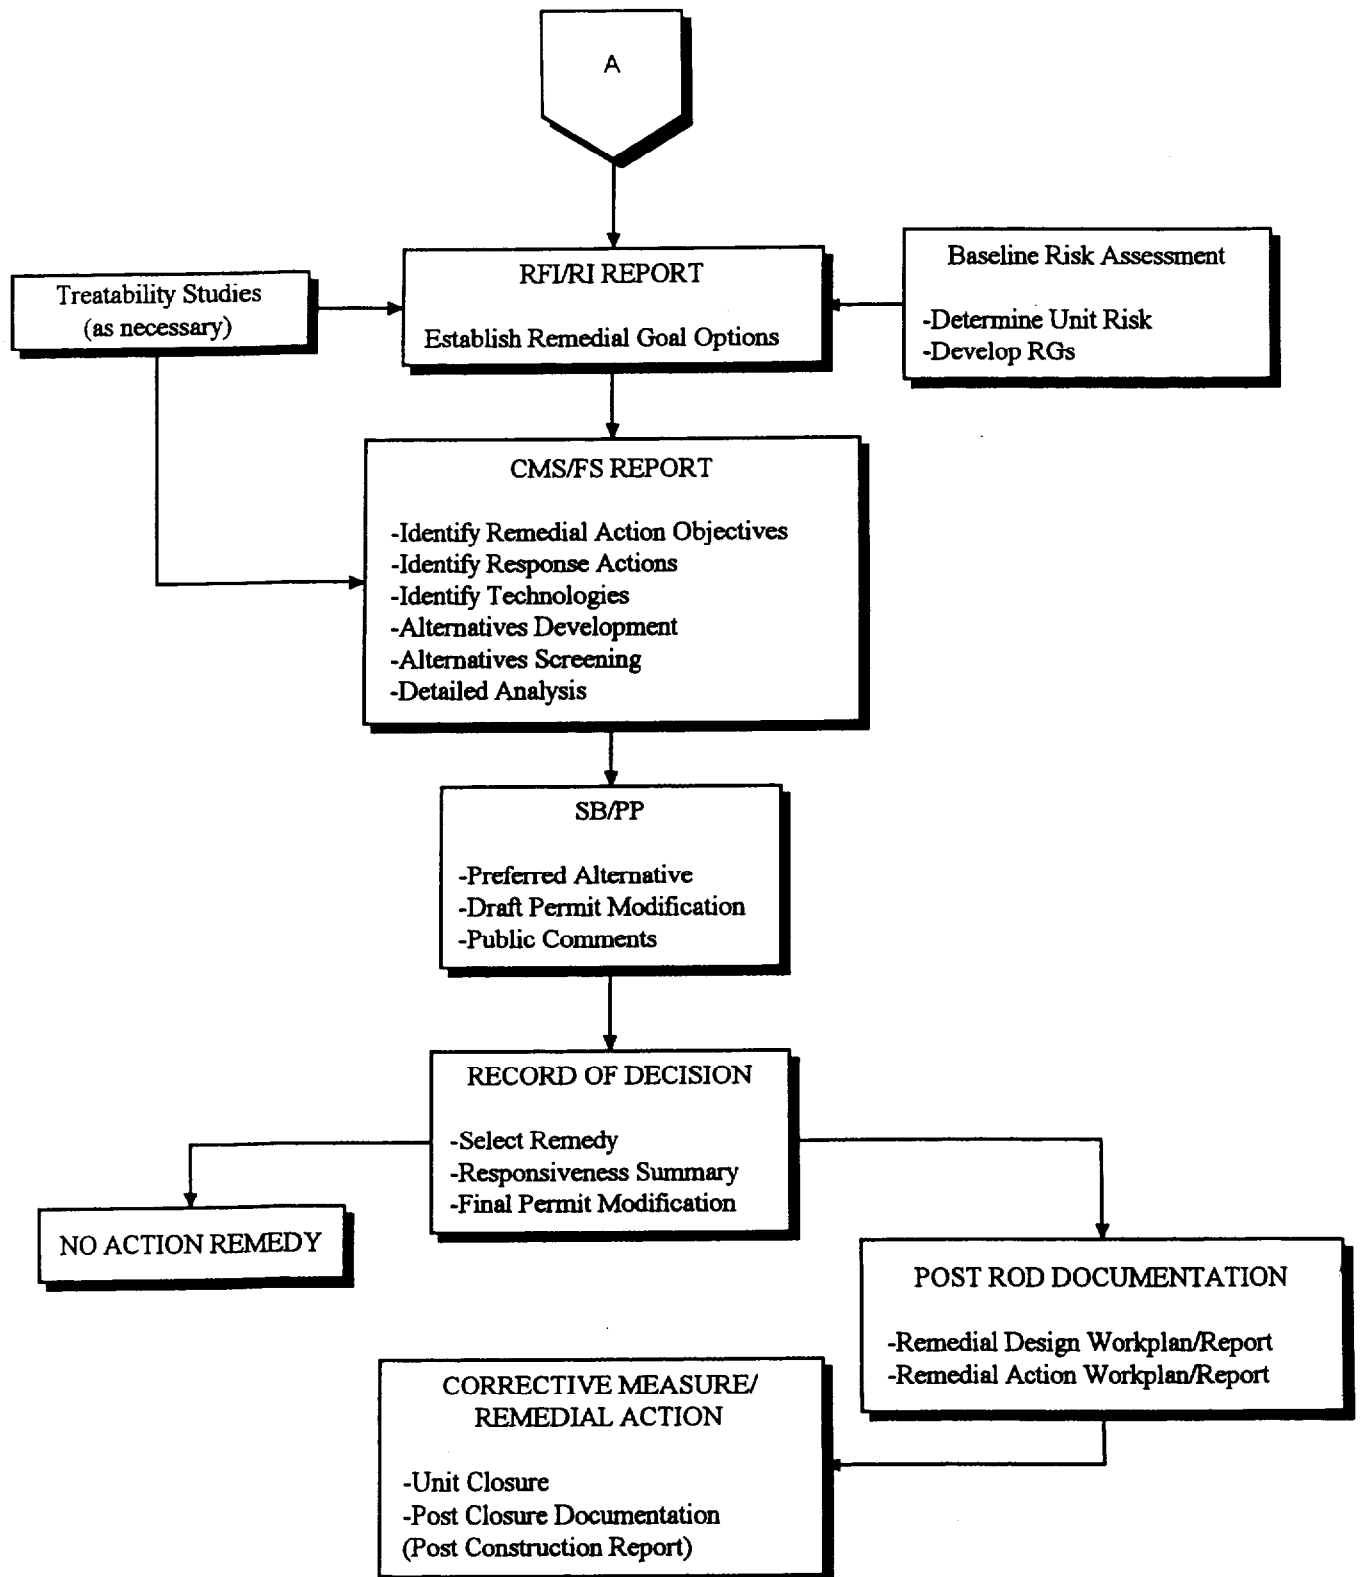 A
RFI/RI REPORT
Establish Remedial Goal Options
Baseline Risk Assessment
-Determine Unit Risk
-Develop RGs
Treatability Studies
(as necessary)
CMS/FS REPORT
-Identify Remedial Action Objectives
-Identify Response Actions
-Identify Technologies
-Alternatives Development
-Alternatives Screening
-Detailed Analysis
SB/PP
-Preferred Alternative
-Draft Permit Modification
-Public Comments
RECORD OF DECISION
-Select Remedy
-Responsiveness Summary
-Final Permit Modification
NO ACTION REMEDY
POST ROD DOCUMENTATION
-Remedial Design Workplan/Report
-Remedial Action Workplan/Report
CORRECTIVE MEASURE/
REMEDIAL ACTION
-Unit Closure
-Post Closure Documentation
(Post Construction Report)